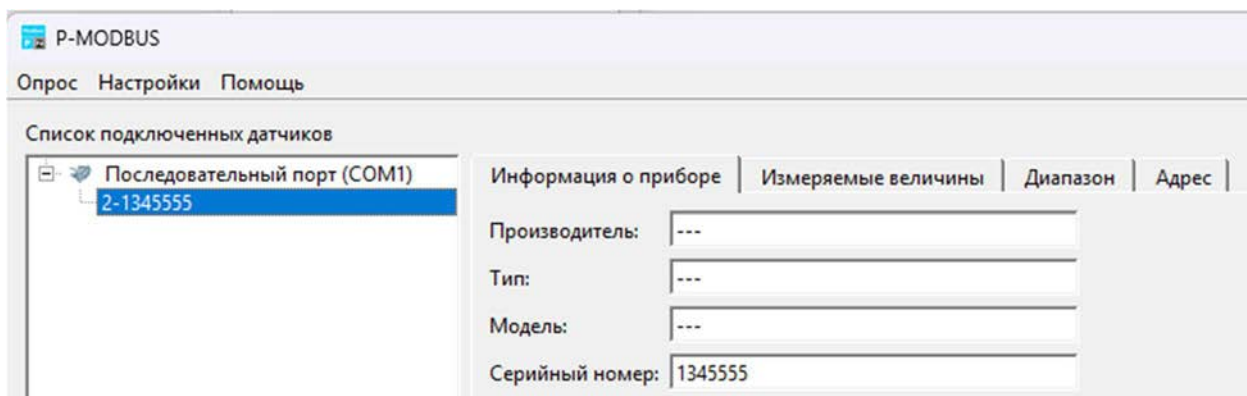 P-MODBUS
Опрос Настройки Помощь
Список подключенных датчиков
Последовательный порт (COM1)
2-1345555
Информация о приборе Измеряемые величины Диапазон Адрес
Производитель: ---
Тип: ---
Модель: ---
Серийный номер: 1345555